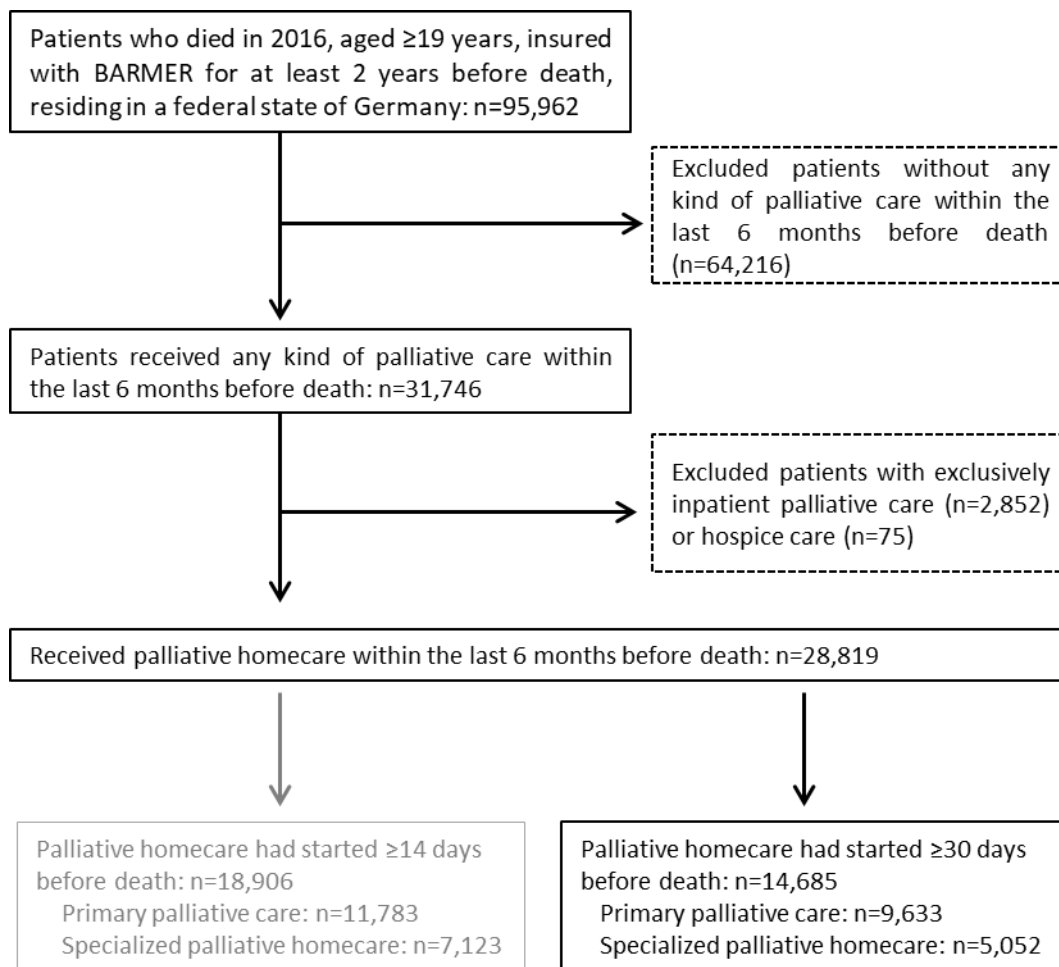 Patients who died in 2016, aged ≥19 years, insured
with BARMER for at least 2 years before death,
residing in a federal state of Germany: n=95,962
Excluded patients without any
kind of palliative care within the
last 6 months before death
(n=64,216)
Patients received any kind of palliative care within
the last 6 months before death: n=31,746
Excluded patients with exclusively
inpatient palliative care (n=2,852)
or hospice care (n=75)
Received palliative homecare within the last 6 months before death: n=28,819
Palliative homecare had started ≥14 days
before death: n=18,906
Primary palliative care: n=11,783
Specialized palliative homecare: n=7,123
Palliative homecare had started ≥30 days
before death: n=14,685
Primary palliative care: n=9,633
Specialized palliative homecare: n=5,052